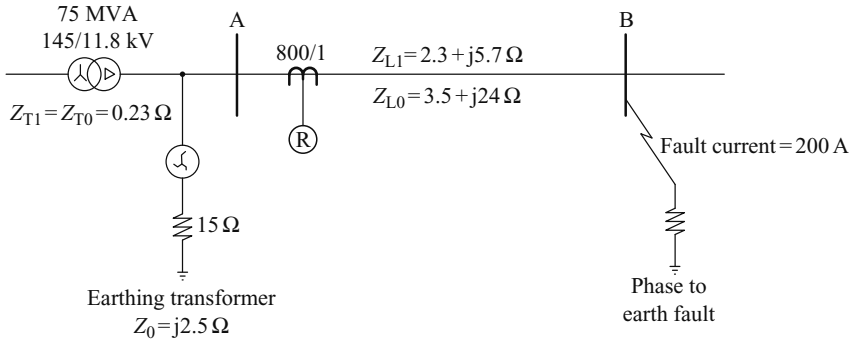 75 MVA
145/11.8 kV
A
B
800/1
Z_L1 = 2.3 + j5.7 Ω
Z_L0 = 3.5 + j24 Ω
Z_T1 = Z_T0 = 0.23 Ω
R
Fault current = 200 A
15 Ω
Earthing transformer
Z_0 = j2.5 Ω
Phase to
earth fault